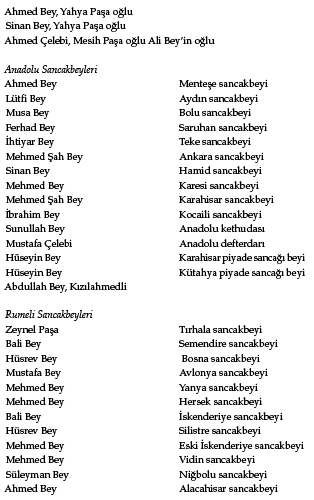 Ahmed Bey, Yahya Paşa oğlu
Sinan Bey, Yahya Paşa oğlu
Ahmed Çelebi, Mesih Paşa oğlu Ali Bey'in oğlu
Anadolu Sancakbeyleri
Ahmed Bey Menteşe sancakbeyi
Lütfi Bey Aydın sancakbeyi
Musa Bey Bolu sancakbeyi
Ferhad Bey Saruhan sancakbeyi
İhtiyar Bey Teke sancakbeyi
Mehmed Şah Bey Ankara sancakbeyi
Sinan Bey Hamid sancakbeyi
Mehmed Bey Karesi sancakbeyi
Mehmed Şah Bey Karahisar sancakbeyi
İbrahim Bey Kocaili sancakbeyi
Sunullah Bey Anadolu kethudası
Mustafa Çelebi Anadolu defterdarı
Hüseyin Bey Karahisar piyade sancağı beyi
Hüseyin Bey Kütahya piyade sancağı beyi
Abdullah Bey, Kızılahmedli
Rumeli Sancakbeyleri
Zeynel Paşa Tırhala sancakbeyi
Bali Bey Semendire sancakbeyi
Hüsrev Bey Bosna sancakbeyi
Mustafa Bey Avlonya sancakbeyi
Mehmed Bey Yanya sancakbeyi
Mehmed Bey Hersek sancakbeyi
Bali Bey İskenderiye sancakbeyi
Hüsrev Bey Silistre sancakbeyi
Mehmed Bey Eski İskenderiye sancakbeyi
Mehmed Bey Vidin sancakbeyi
Süleyman Bey Niğbolu sancakbeyi
Ahmed Bey Alacahisar sancakbeyi